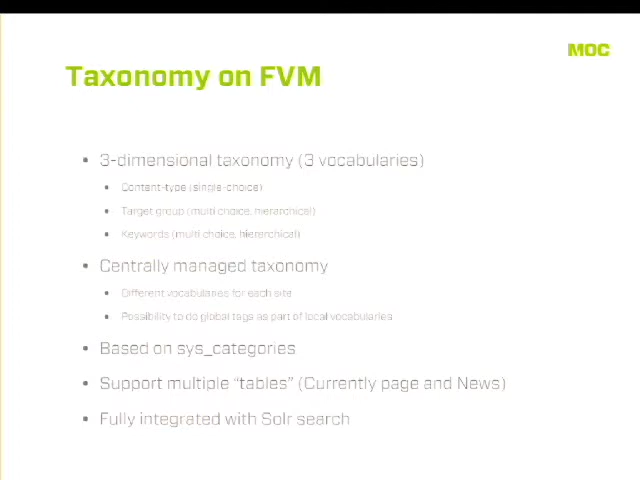 MOC
Taxonomy on FVM
• 3-dimensional taxonomy (3 vocabularies)
• Content-type (single-choice)
• Target group (multi choice, hierarchical)
• Keywords (multi choice, hierarchical)
• Centrally managed taxonomy
• Different vocabularies for each site
• Possibility to do global tags as part of local vocabularies
• Based on sys_categories
• Support multiple “tables” (Currently page and News)
• Fully integrated with Solr search